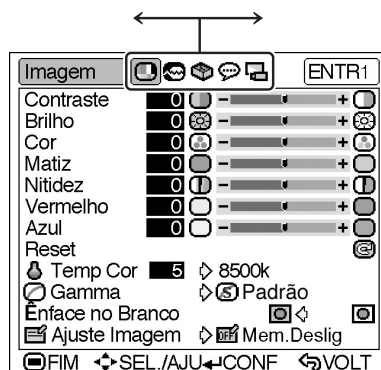 Imagem ENTR1
Contraste 0 - +
Brilho 0 - +
Cor 0 - +
Matiz 0 - +
Nitidez 0 - +
Vermelho 0 - +
Azul 0 - +
Reset
Temp Cor 5 8500k
Gamma S Padrão
Ênface no Branco
Ajuste Imagem OFF Mem.Deslig
FIM SEL./AJU CONF VOLT